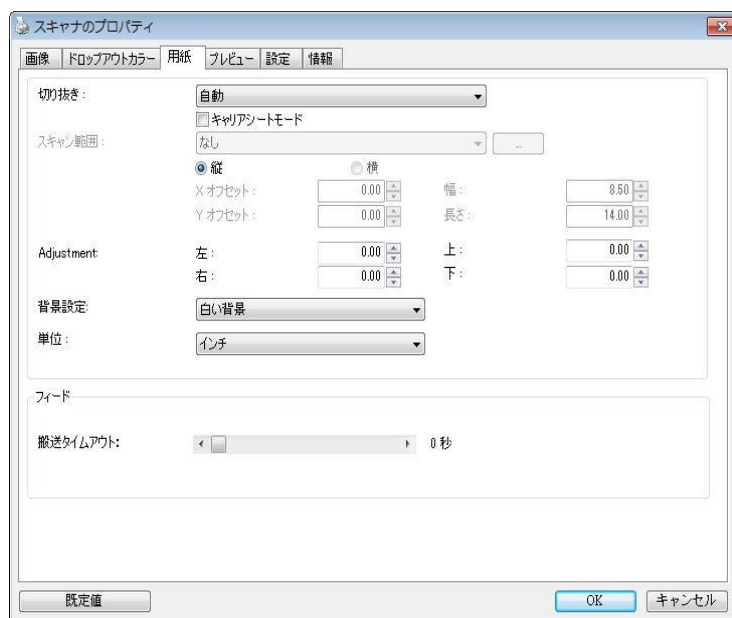 スキャナのプロパティ
画像 ドロップアウトカラー 用紙 プレビュー 設定 情報
切り抜き: 自動
キャリアシートモード
スキャン範囲: なし ...
縦 横
X オフセット: 0.00 幅: 8.50
Y オフセット: 0.00 長さ: 14.00
Adjustment: 左: 0.00 上: 0.00
右: 0.00 下: 0.00
背景設定: 白い背景
単位: インチ
フィード
搬送タイムアウト: 0 秒
既定値 OK キャンセル